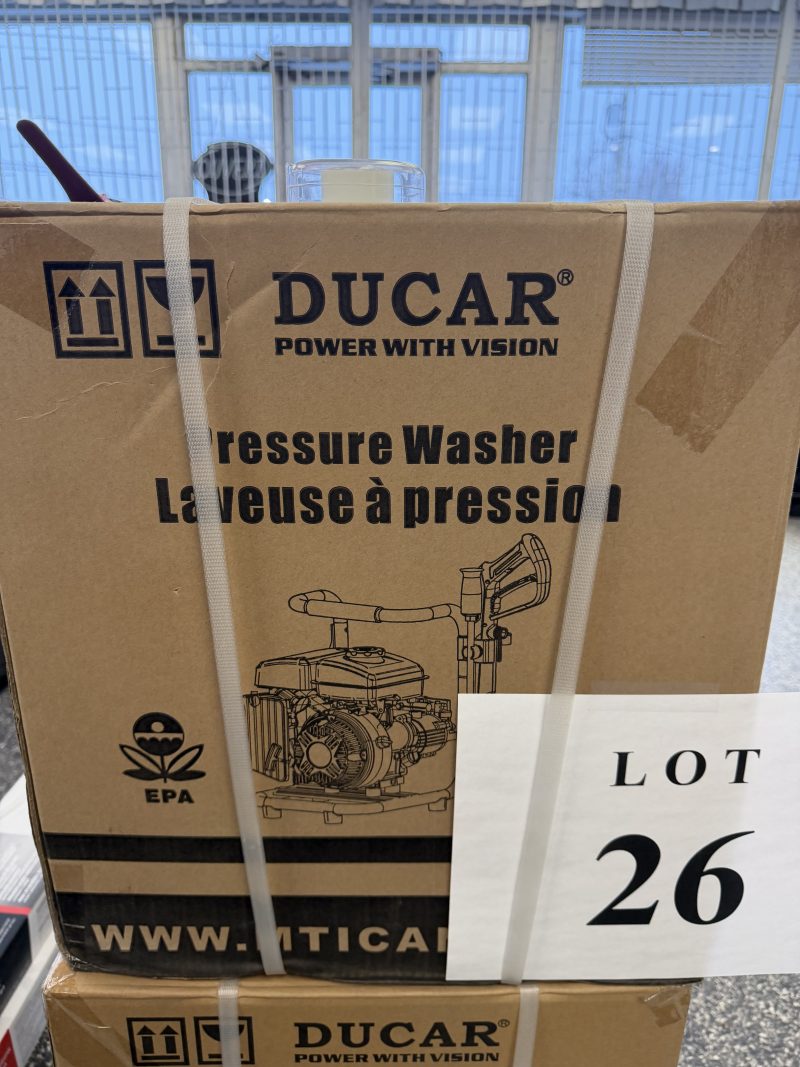 DUCAR®
POWER WITH VISION
Pressure Washer
Laveuse à pression
EPA
LOT
26
DUCAR®
POWER WITH VISION